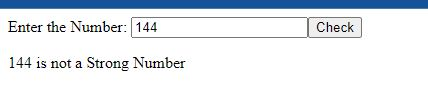 Enter the Number: 144 Check
144 is not a Strong Number